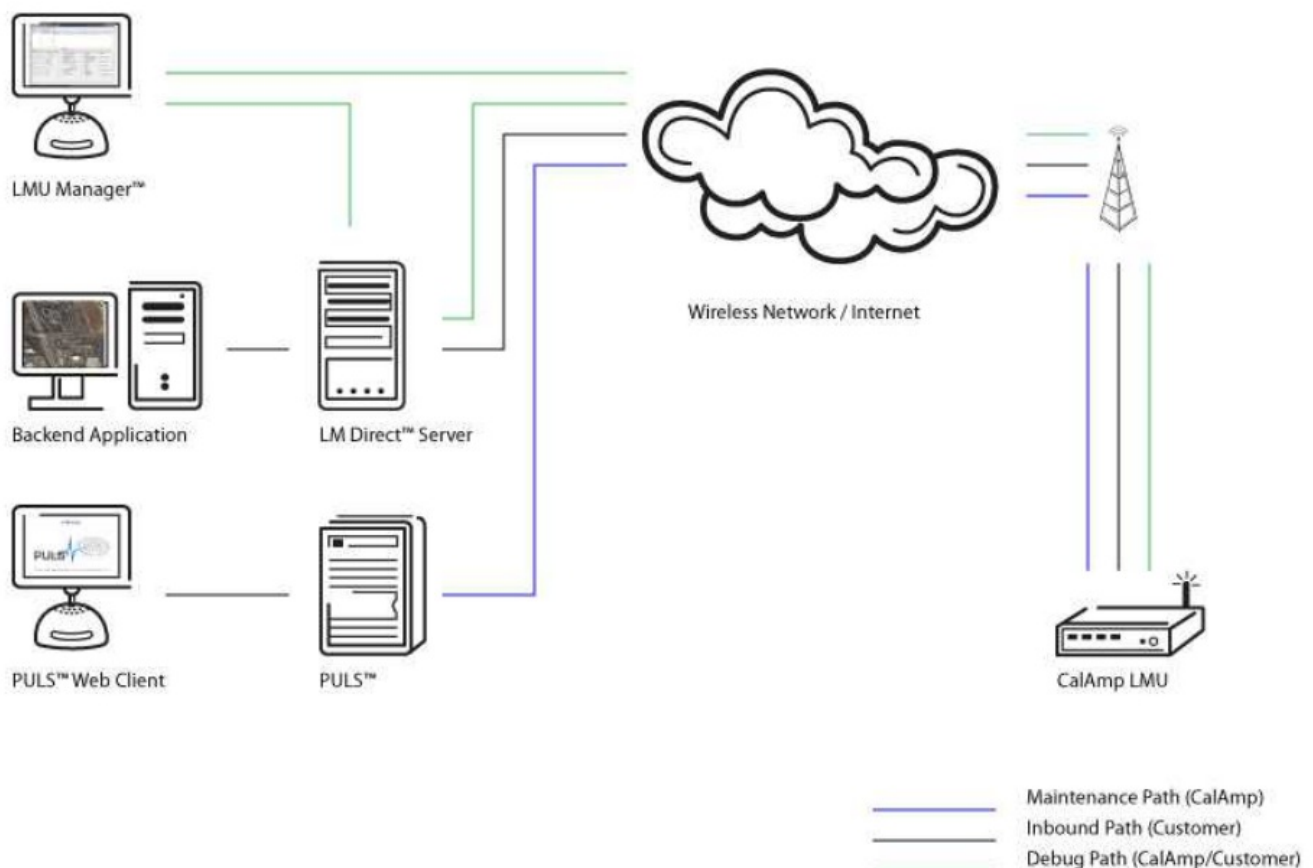 LMU Manager™
Wireless Network / Internet
Backend Application
LM Direct™ Server
PULS
PULS™ Web Client
PULS™
CalAmp LMU
Maintenance Path (CalAmp)
Inbound Path (Customer)
Debug Path (CalAmp/Customer)